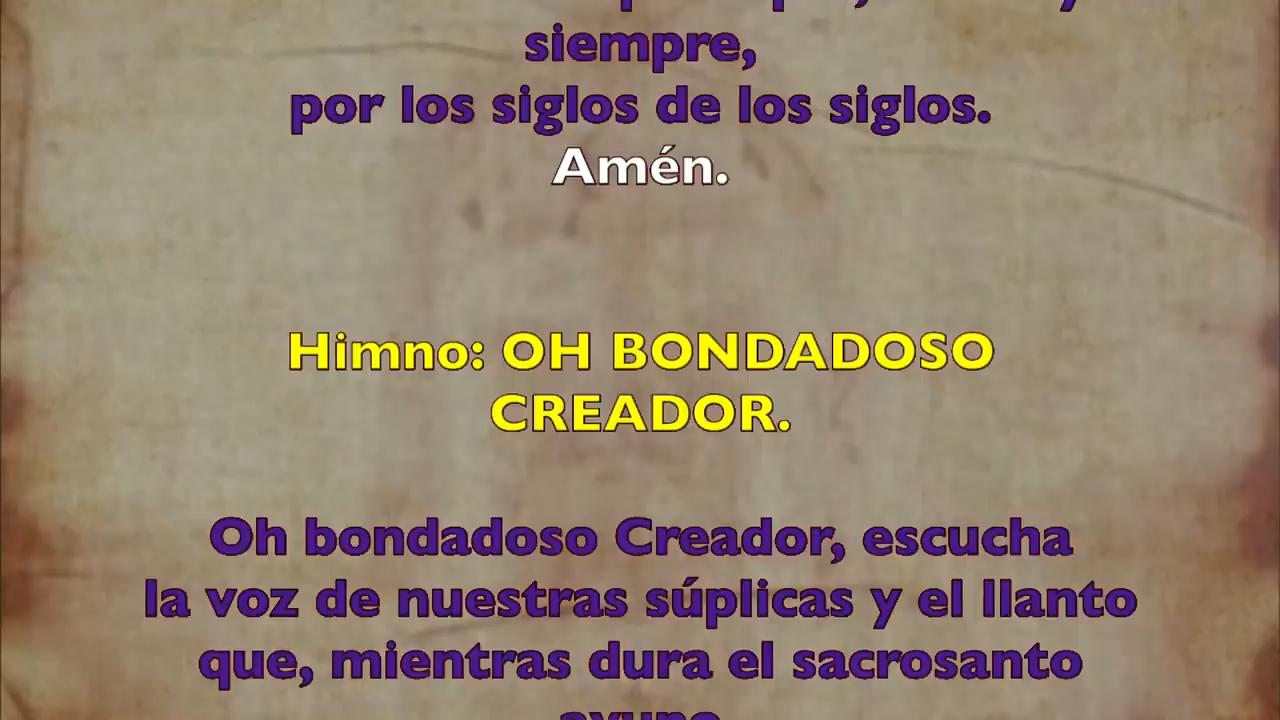 siempre,
por los siglos de los siglos.
Amén.
Himno: OH BONDADOSO
CREADOR.
Oh bondadoso Creador, escucha
la voz de nuestras súplicas y el llanto
que, mientras dura el sacrosanto